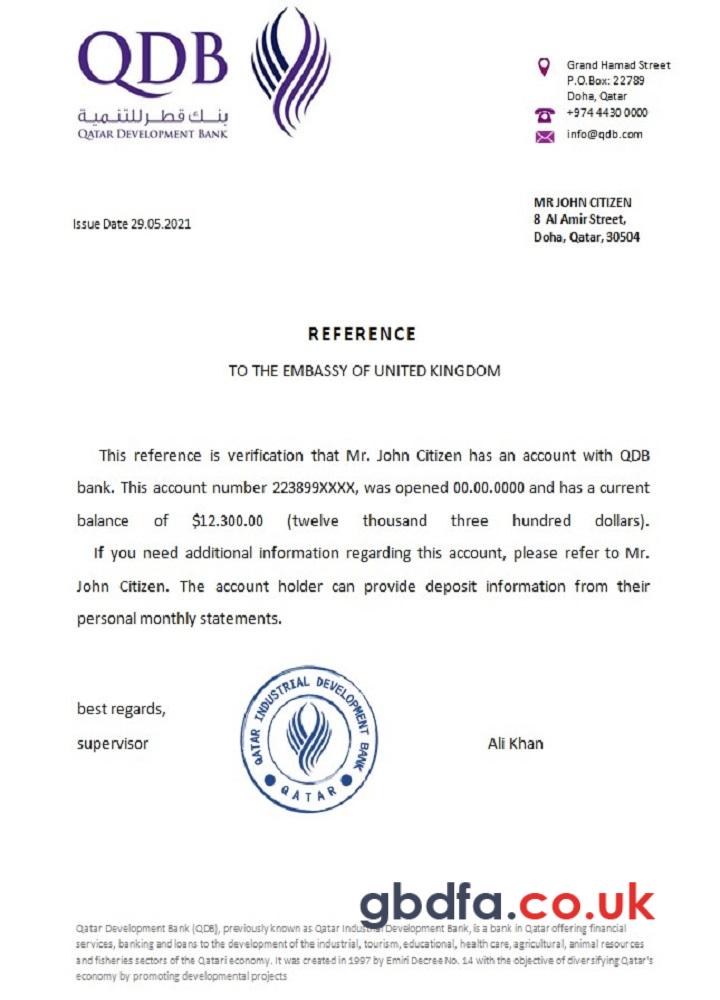 QDB
بنك قطر للتنمية
QATAR DEVELOPMENT BANK
Grand Hamad Street
P.O.Box: 22789
Doha, Qatar
+974 4430 0000
info@qdb.com
MR JOHN CITIZEN
8 Al Amir Street,
Doha, Qatar, 30504
Issue Date 29.05.2021
REFERENCE
TO THE EMBASSY OF UNITED KINGDOM
This reference is verification that Mr. John Citizen has an account with QDB
bank. This account number 223899XXXX, was opened 00.00.0000 and has a current
balance of $12.300.00 (twelve thousand three hundred dollars).
If you need additional information regarding this account, please refer to Mr.
John Citizen. The account holder can provide deposit information from their
personal monthly statements.
best regards,
supervisor
QATAR INDUSTRIAL DEVELOPMENT BANK
QATAR
Ali Khan
gbdfa.co.uk
Qatar Development Bank (QDB), previously known as Qatar Industrial Development Bank, is a bank in Qatar offering financial
services, banking and loans to the development of the industrial, tourism, educational, health care, agricultural, animal resources
and fisheries sectors of the Qatari economy. It was created in 1997 by Emiri Decree No. 14 with the objective of diversifying Qatar's
economy by promoting developmental projects